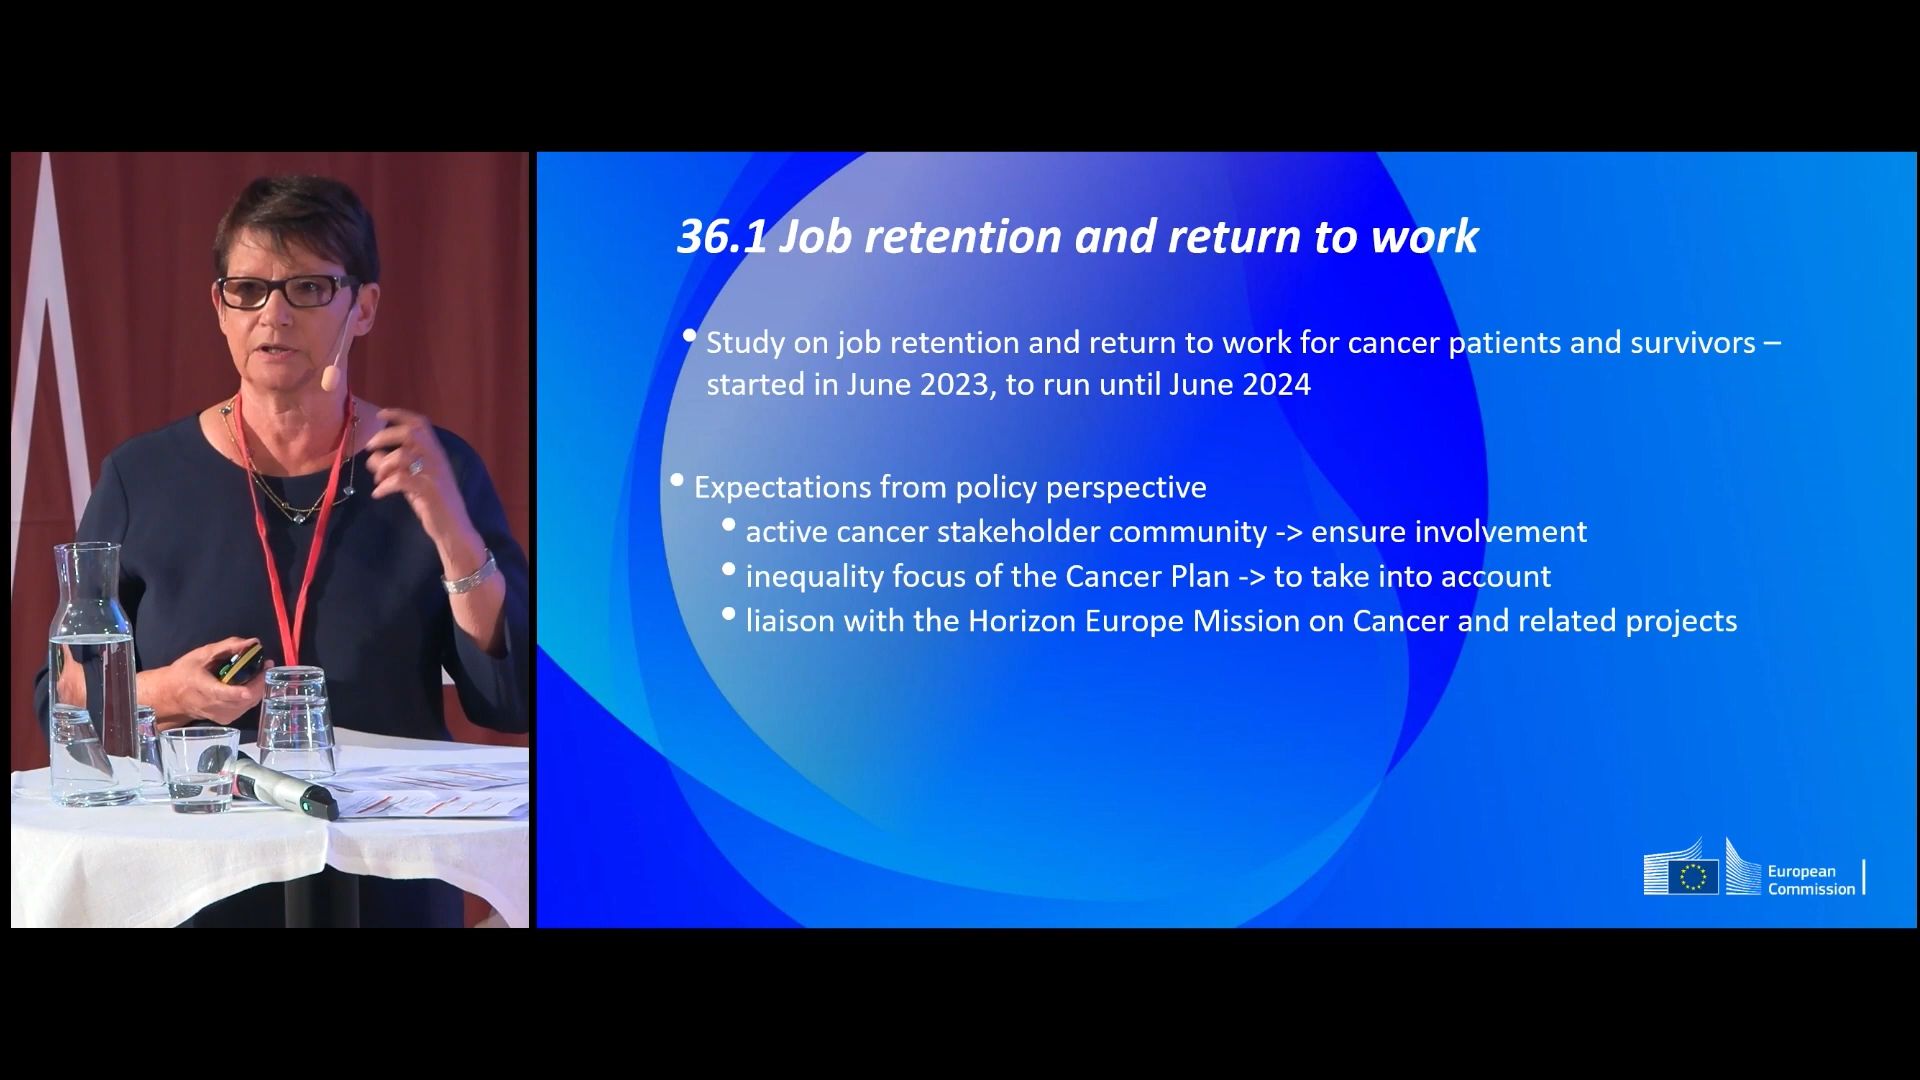 36.1 Job retention and return to work
• Study on job retention and return to work for cancer patients and survivors –
started in June 2023, to run until June 2024
• Expectations from policy perspective
• active cancer stakeholder community -> ensure involvement
• inequality focus of the Cancer Plan -> to take into account
• liaison with the Horizon Europe Mission on Cancer and related projects
European
Commission